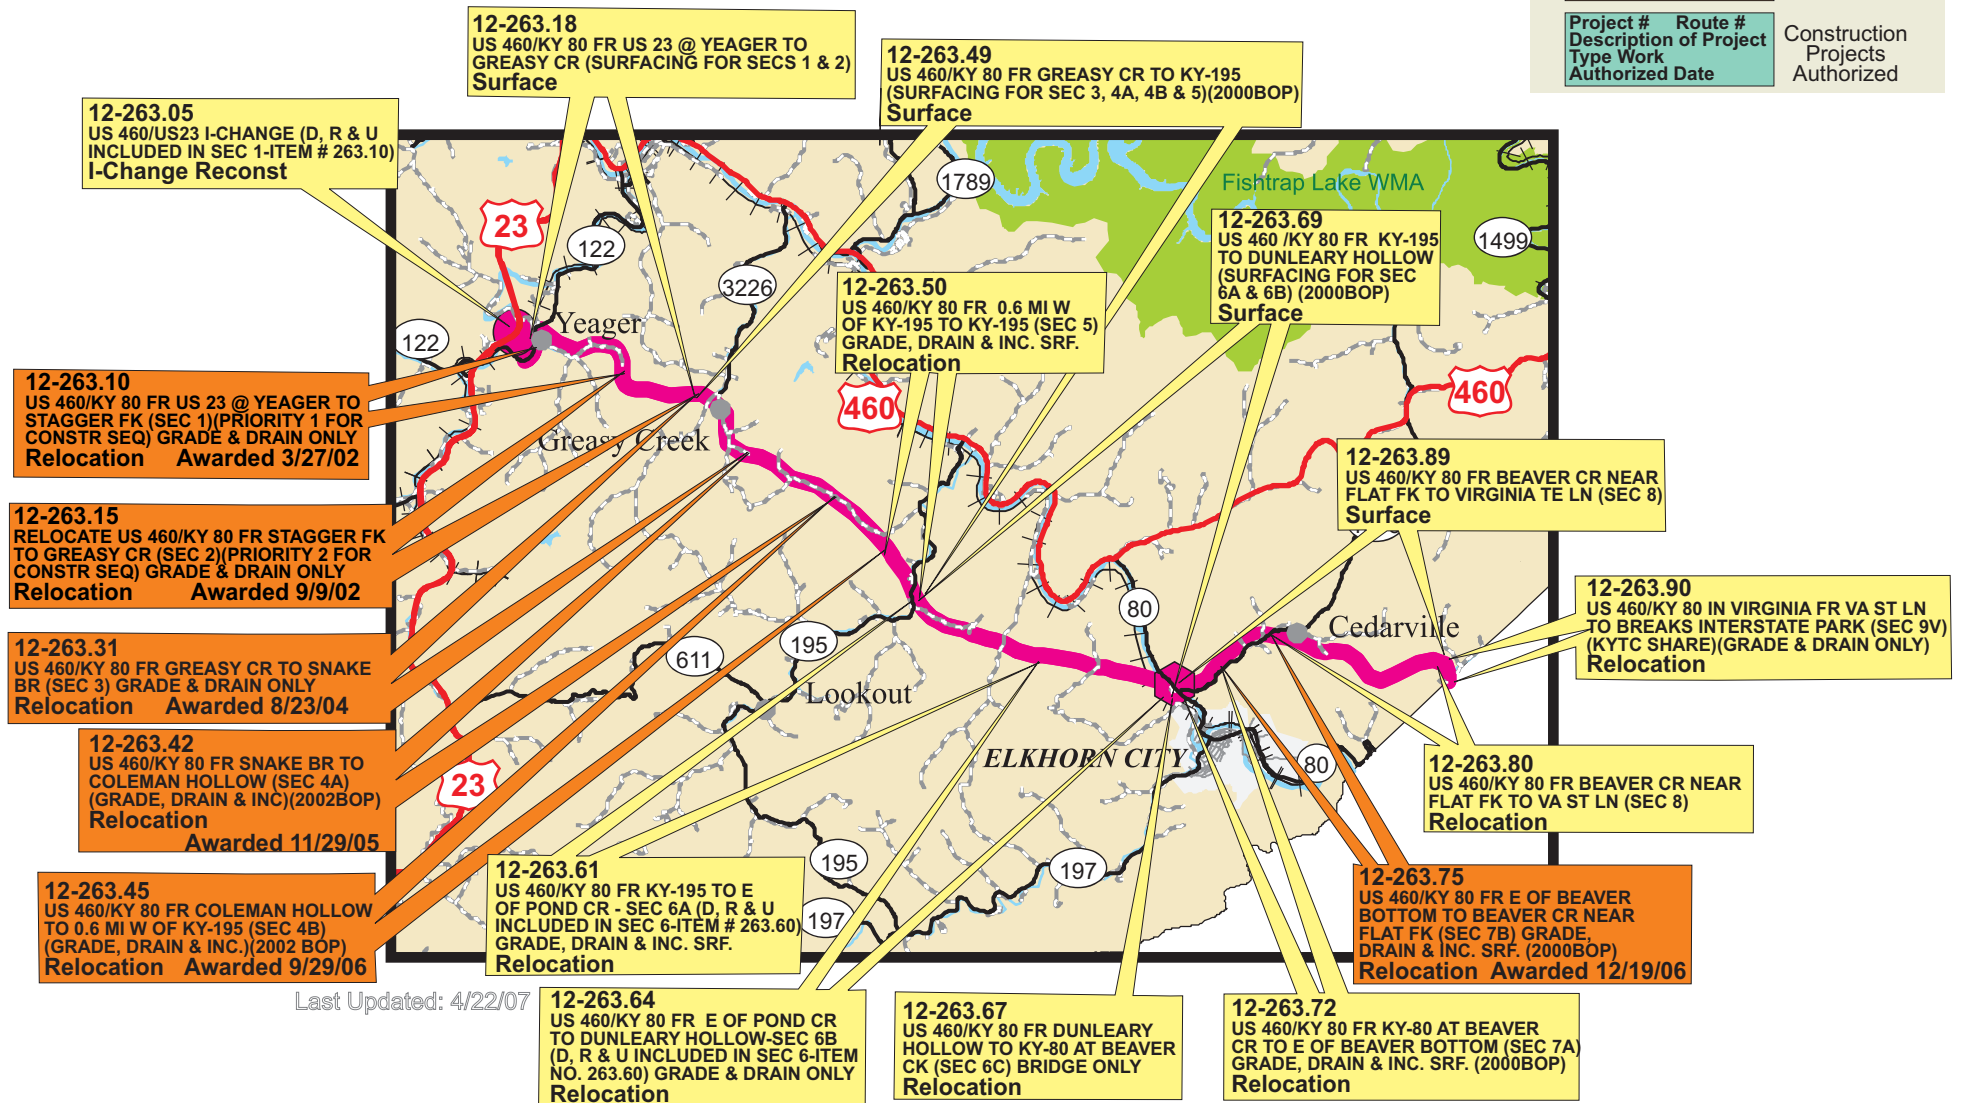 Project # Route #
Description of Project
Type Work
Authorized Date
Construction
Projects
Authorized
12-263.18
US 460/KY 80 FR US 23 @ YEAGER TO
GREASY CR (SURFACING FOR SECS 1 & 2)
Surface
12-263.49
US 460/KY 80 FR GREASY CR TO KY-195
(SURFACING FOR SEC 3, 4A, 4B & 5)(2000BOP)
Surface
12-263.05
US 460/US23 I-CHANGE (D, R & U
INCLUDED IN SEC 1-ITEM # 263.10)
I-Change Reconst
1789
Fishtrap Lake WMA
23
122
1499
12-263.69
US 460 /KY 80 FR KY-195
TO DUNLEARY HOLLOW
(SURFACING FOR SEC
6A & 6B) (2000BOP)
Surface
3226
12-263.50
US 460/KY 80 FR 0.6 MI W
OF KY-195 TO KY-195 (SEC 5)
GRADE, DRAIN & INC. SRF.
Relocation
Yeager
122
460
460
12-263.10
US 460/KY 80 FR US 23 @ YEAGER TO
STAGGER FK (SEC 1)(PRIORITY 1 FOR
CONSTR SEQ) GRADE & DRAIN ONLY
Relocation Awarded 3/27/02
Greasy Creek
12-263.89
US 460/KY 80 FR BEAVER CR NEAR
FLAT FK TO VIRGINIA TE LN (SEC 8)
Surface
12-263.15
RELOCATE US 460/KY 80 FR STAGGER FK
TO GREASY CR (SEC 2)(PRIORITY 2 FOR
CONSTR SEQ) GRADE & DRAIN ONLY
Relocation Awarded 9/9/02
12-263.90
US 460/KY 80 IN VIRGINIA FR VA ST LN
TO BREAKS INTERSTATE PARK (SEC 9V)
(KYTC SHARE)(GRADE & DRAIN ONLY)
Relocation
80
Cedarville
195
611
12-263.31
US 460/KY 80 FR GREASY CR TO SNAKE
BR (SEC 3) GRADE & DRAIN ONLY
Relocation Awarded 8/23/04
Lookout
12-263.42
US 460/KY 80 FR SNAKE BR TO
COLEMAN HOLLOW (SEC 4A)
(GRADE, DRAIN & INC)(2002BOP)
Relocation
Awarded 11/29/05
23
ELKHORN CITY
80
12-263.80
US 460/KY 80 FR BEAVER CR NEAR
FLAT FK TO VA ST LN (SEC 8)
Relocation
12-263.45
US 460/KY 80 FR COLEMAN HOLLOW
TO 0.6 MI W OF KY-195 (SEC 4B)
(GRADE, DRAIN & INC.)(2002 BOP)
Relocation Awarded 9/29/06
12-263.61
US 460/KY 80 FR KY-195 TO E
OF POND CR - SEC 6A (D, R & U
INCLUDED IN SEC 6-ITEM # 263.60)
GRADE, DRAIN & INC. SRF.
Relocation
195
197
197
12-263.75
US 460/KY 80 FR E OF BEAVER
BOTTOM TO BEAVER CR NEAR
FLAT FK (SEC 7B) GRADE,
DRAIN & INC. SRF. (2000BOP)
Relocation Awarded 12/19/06
Last Updated: 4/22/07
12-263.64
US 460/KY 80 FR E OF POND CR
TO DUNLEARY HOLLOW-SEC 6B
(D, R & U INCLUDED IN SEC 6-ITEM
NO. 263.60) GRADE & DRAIN ONLY
Relocation
12-263.67
US 460/KY 80 FR DUNLEARY
HOLLOW TO KY-80 AT BEAVER
CK (SEC 6C) BRIDGE ONLY
Relocation
12-263.72
US 460/KY 80 FR KY-80 AT BEAVER
CR TO E OF BEAVER BOTTOM (SEC 7A)
GRADE, DRAIN & INC. SRF. (2000BOP)
Relocation